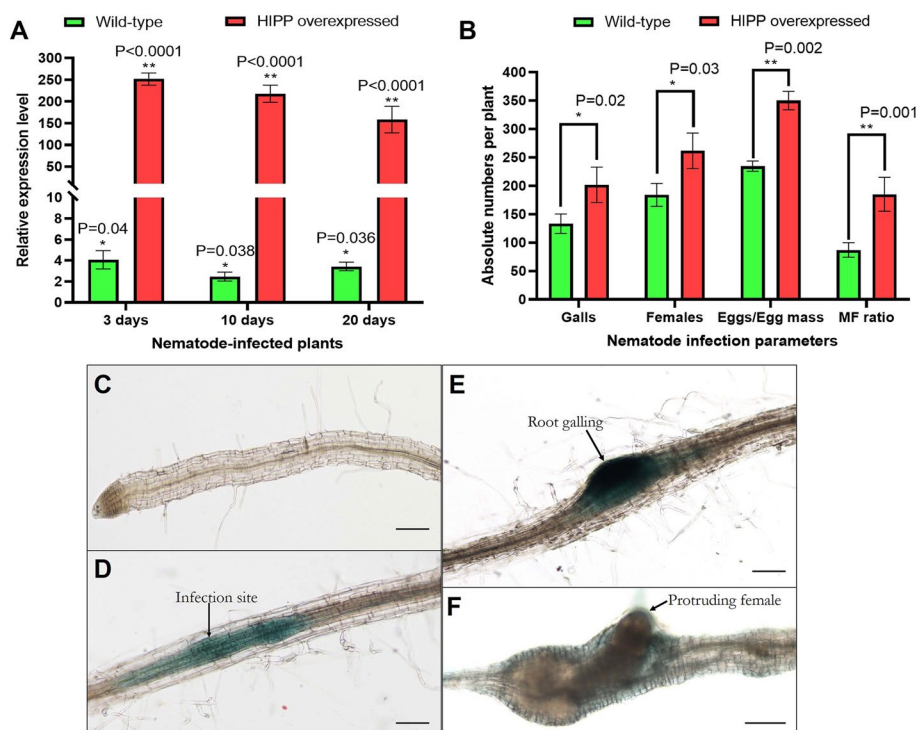 A
Wild-type
HIPP overexpressed
Relative expression level
300
250
200
150
100
50
10
8
6
4
2
0
P<0.0001
**
P<0.0001
**
P<0.0001
**
P=0.04
*
P=0.038
*
P=0.036
*
3 days
10 days
20 days
Nematode-infected plants
B
Wild-type
HIPP overexpressed
Absolute numbers per plant
400
350
300
250
200
150
100
50
0
P=0.02
*
P=0.03
*
P=0.002
**
P=0.001
**
Galls
Females
Eggs/Egg mass
MF ratio
Nematode infection parameters
C
D
Infection site
E
Root galling
F
Protruding female